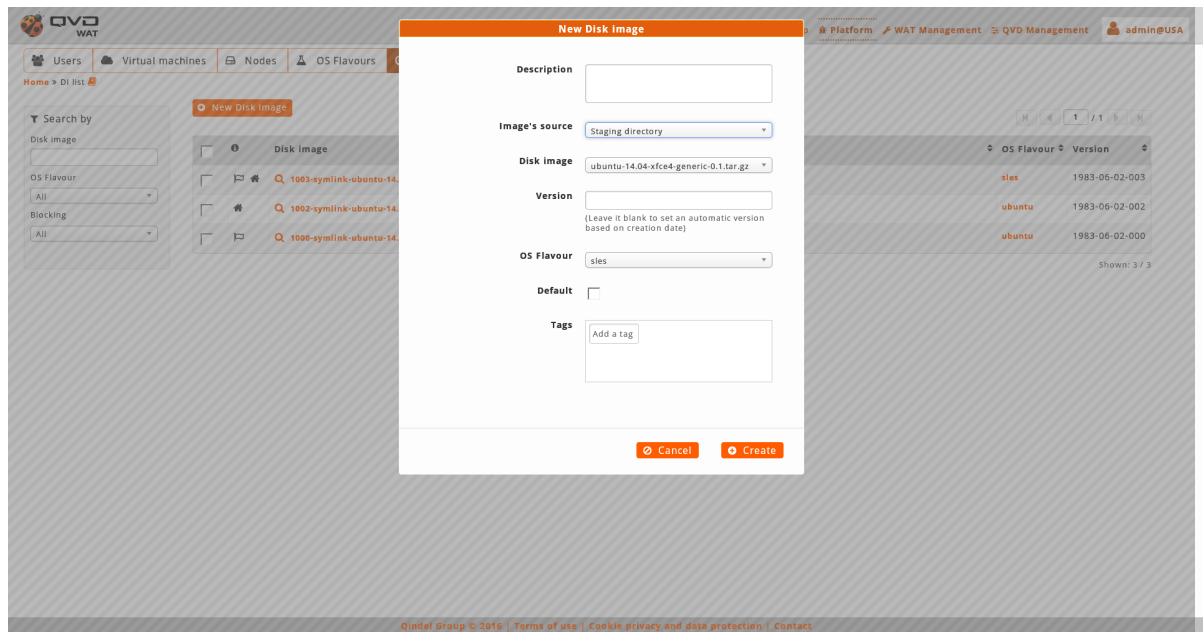 QVD
WAT
Platform
WAT Management
QVD Management
admin@USA
Users
Virtual machines
Nodes
OS Flavours
Home » DI list
Search by
Disk image
OS Flavour
All
Blocking
All
New Disk image
1 / 1
Disk image
OS Flavour
Version
1003-symlink-ubuntu-14.
sles
1983-06-02-003
1002-symlink-ubuntu-14.
ubuntu
1983-06-02-002
1000-symlink-ubuntu-14.
ubuntu
1983-06-02-000
Shown: 3 / 3
New Disk image
Description
Image's source
Staging directory
Disk image
ubuntu-14.04-xfce4-generic-0.1.tar.gz
Version
(Leave it blank to set an automatic version
based on creation date)
OS Flavour
sles
Default
Tags
Add a tag
Cancel
Create
Qindel Group © 2016 | Terms of use | Cookie privacy and data protection | Contact